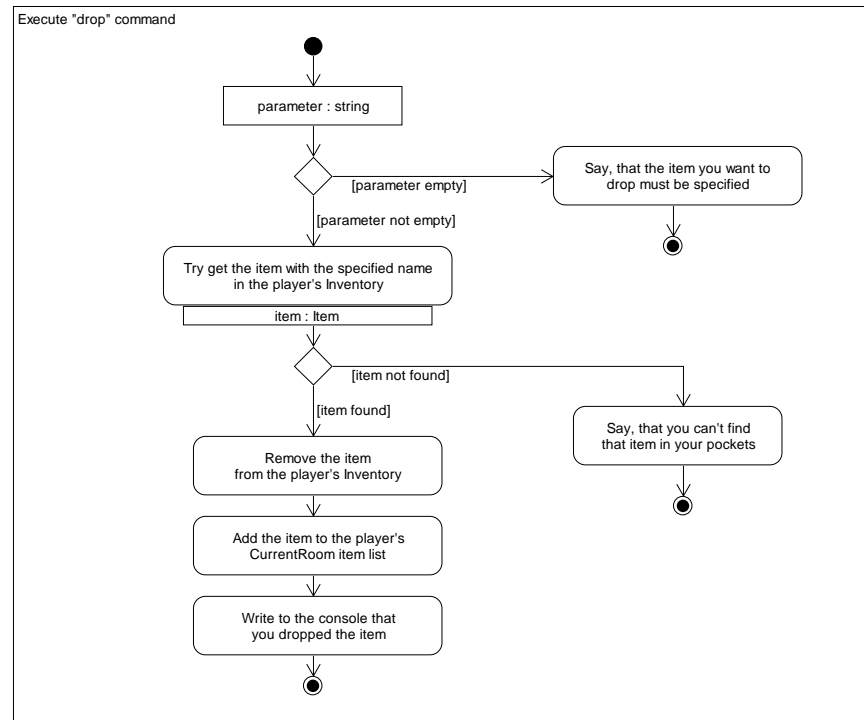 Execute "drop" command
parameter : string
[parameter empty]
Say, that the item you want to
drop must be specified
[parameter not empty]
Try get the item with the specified name
in the player's Inventory
item : Item
[item not found]
[item found]
Say, that you can't find
that item in your pockets
Remove the item
from the player's Inventory
Add the item to the player's
CurrentRoom item list
Write to the console that
you dropped the item